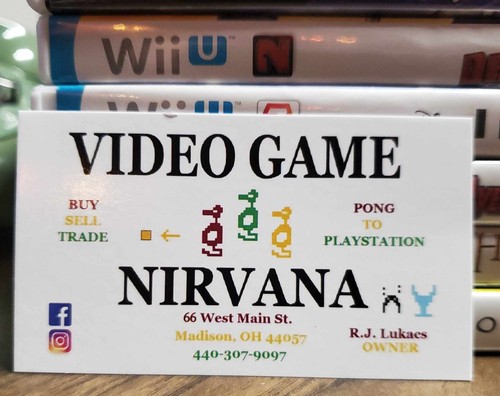 Wii U
Wii U
VIDEO GAME
BUY
SELL
TRADE
PONG
TO
PLAYSTATION
NIRVANA
66 West Main St.
Madison, OH 44057
440-307-9097
R.J. Lukacs
OWNER